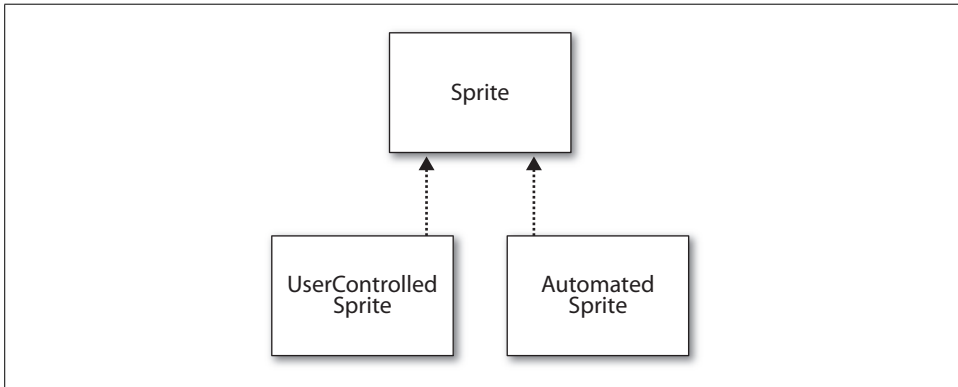 Sprite
UserControlled
Sprite
Automated
Sprite